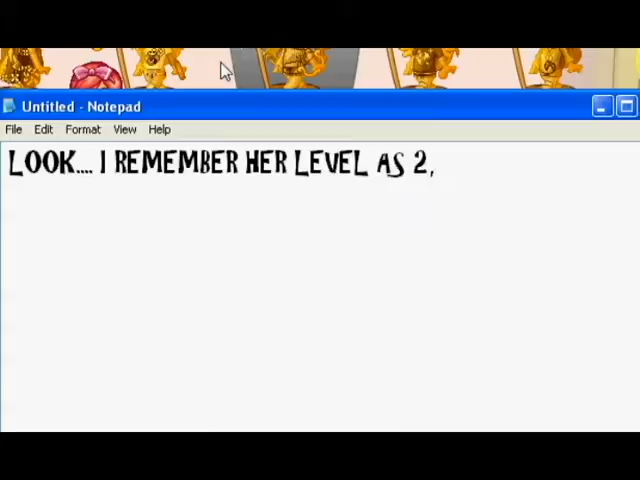 Untitled - Notepad
File Edit Format View Help
LOOK.... I REMEMBER HER LEVEL AS 2,